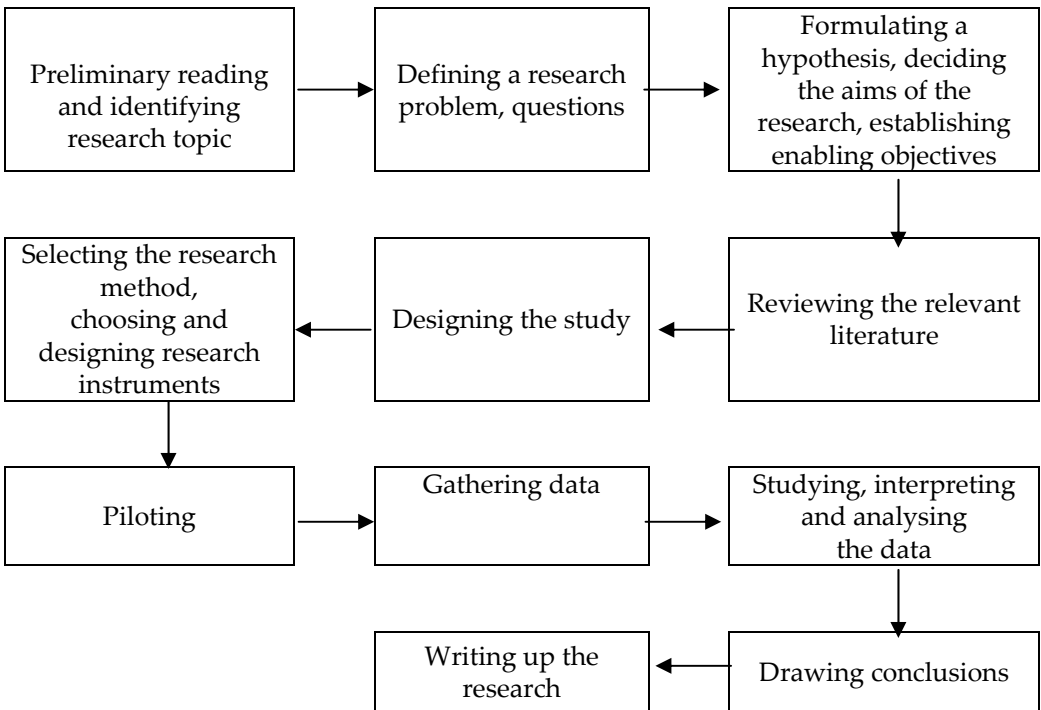 Preliminary reading
and identifying
research topic
Defining a research
problem, questions
Formulating a
hypothesis, deciding
the aims of the
research, establishing
enabling objectives
Reviewing the relevant
literature
Designing the study
Selecting the research
method,
choosing and
designing research
instruments
Piloting
Gathering data
Studying, interpreting
and analysing
the data
Drawing conclusions
Writing up the
research